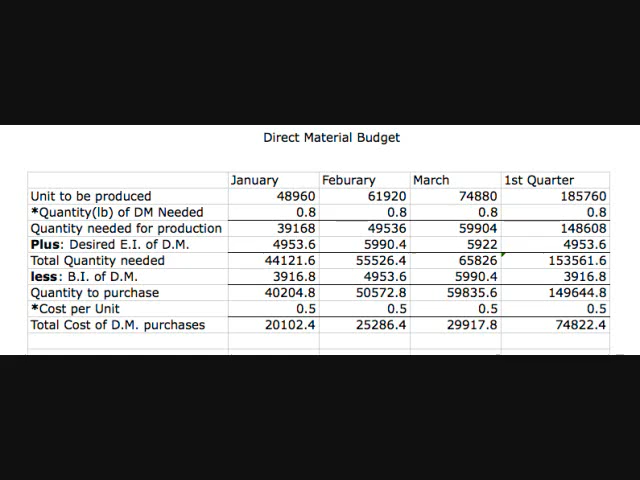 Direct Material Budget
January Feburary March 1st Quarter
Unit to be produced 48960 61920 74880 185760
*Quantity(lb) of DM Needed 0.8 0.8 0.8 0.8
Quantity needed for production 39168 49536 59904 148608
Plus: Desired E.I. of D.M. 4953.6 5990.4 5922 4953.6
Total Quantity needed 44121.6 55526.4 65826 153561.6
less: B.I. of D.M. 3916.8 4953.6 5990.4 3916.8
Quantity to purchase 40204.8 50572.8 59835.6 149644.8
*Cost per Unit 0.5 0.5 0.5 0.5
Total Cost of D.M. purchases 20102.4 25286.4 29917.8 74822.4